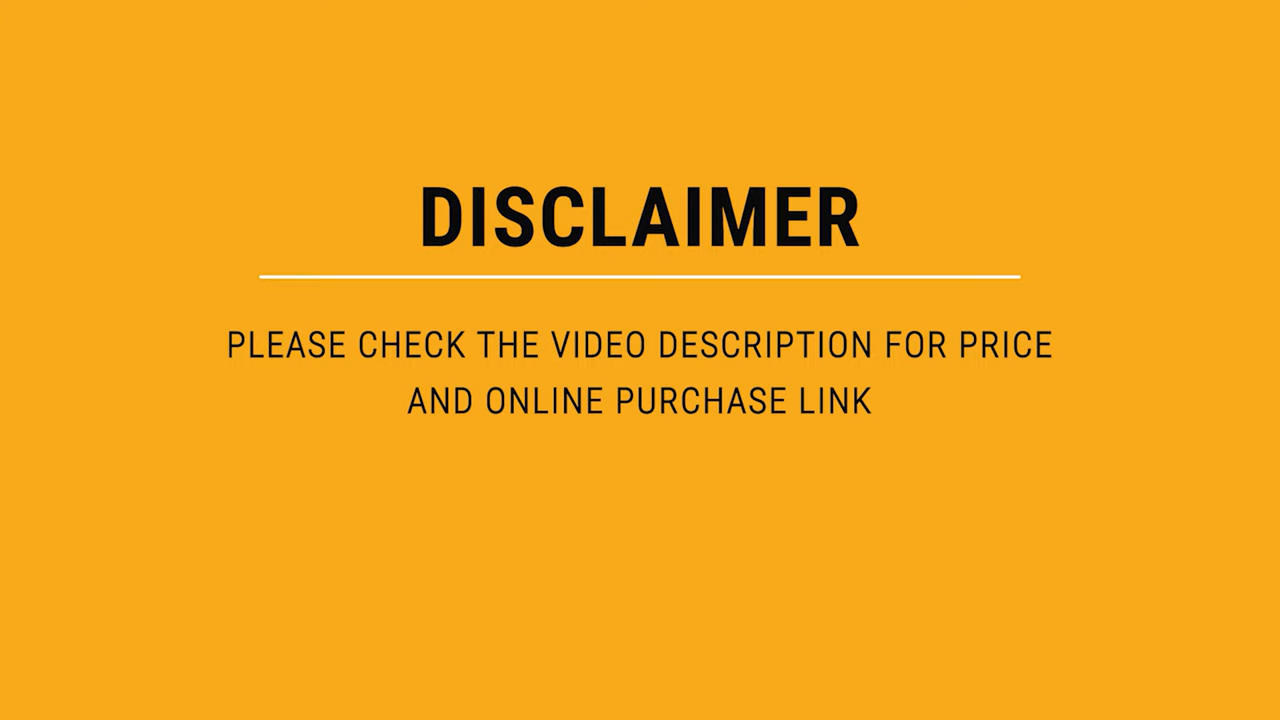 DISCLAIMER
PLEASE CHECK THE VIDEO DESCRIPTION FOR PRICE
AND ONLINE PURCHASE LINK